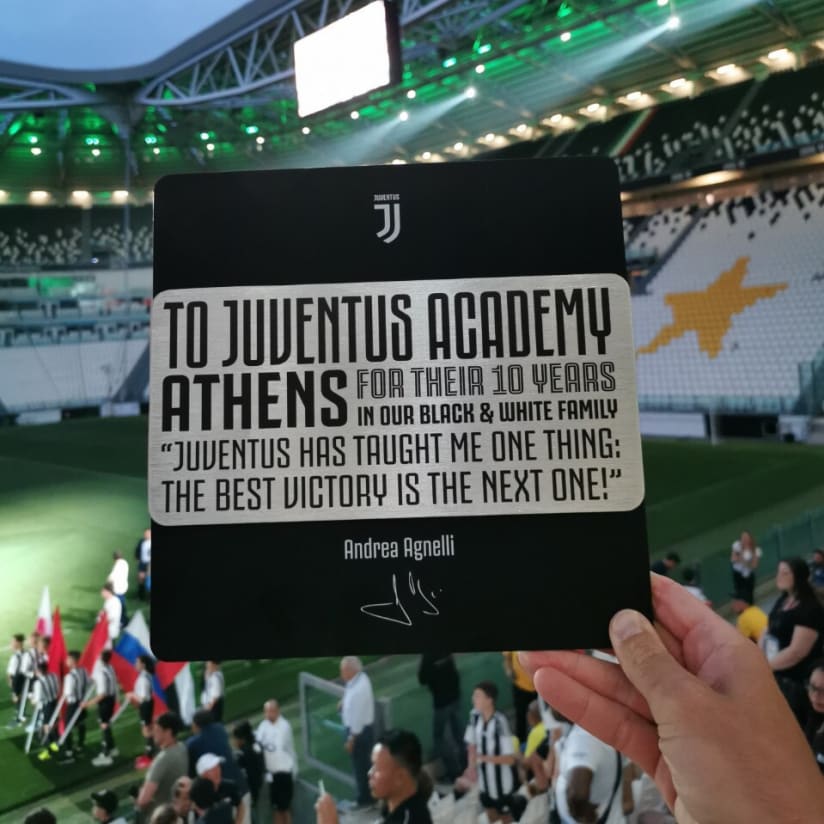 JUVENTUS
TO JUVENTUS ACADEMY
ATHENS FOR THEIR 10 YEARS
IN OUR BLACK & WHITE FAMILY
“JUVENTUS HAS TAUGHT ME ONE THING:
THE BEST VICTORY IS THE NEXT ONE!”
Andrea Agnelli